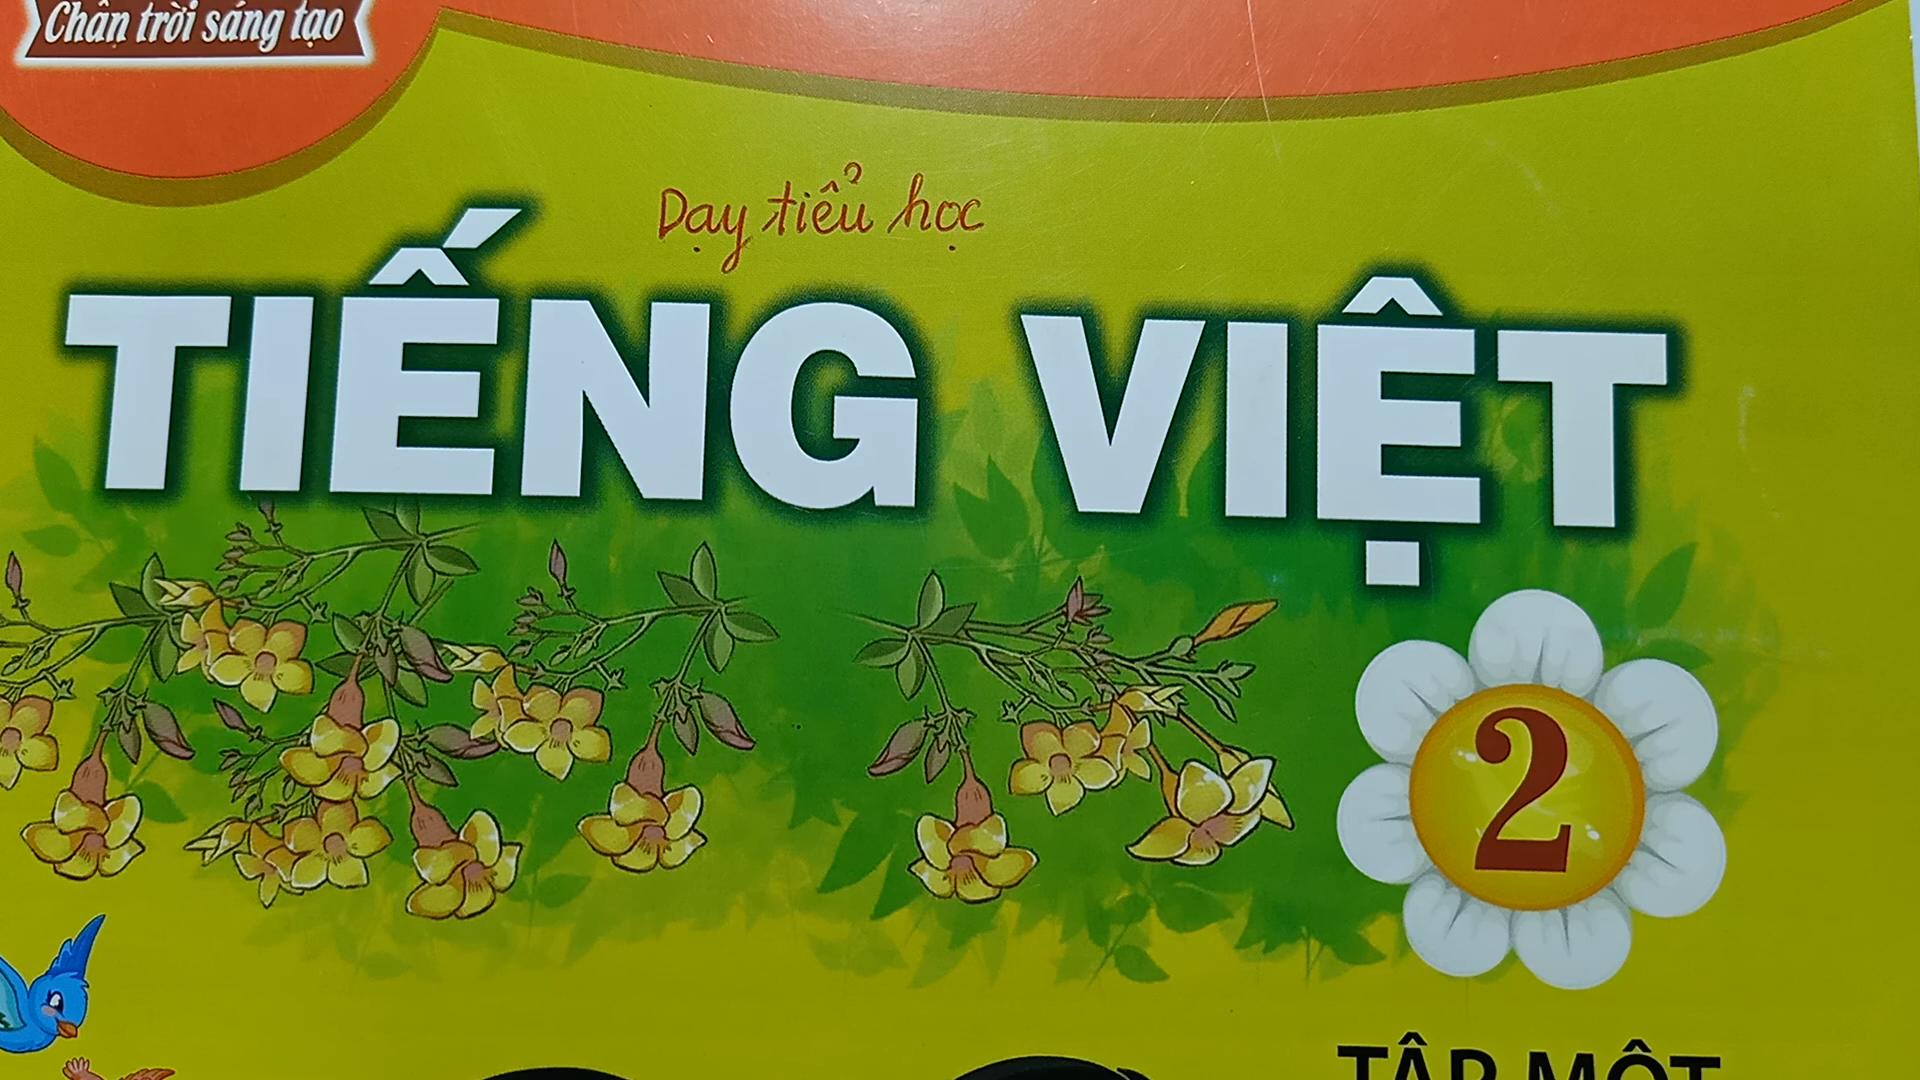 Chân trời sáng tạo
Dạy tiểu học
TIẾNG VIỆT
2
TẬP MỘT